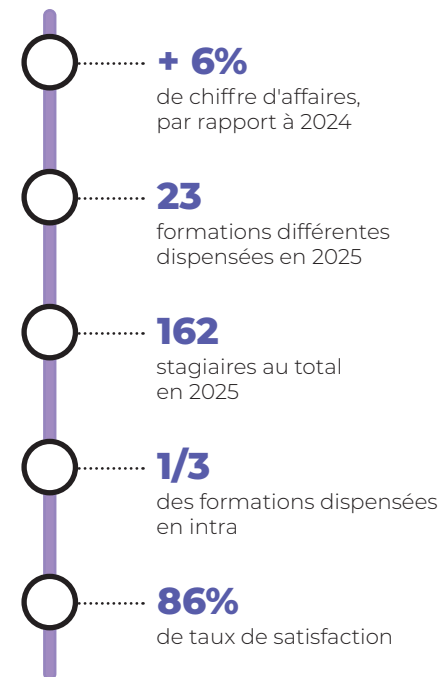 + 6%
de chiffre d'affaires,
par rapport à 2024
23
formations différentes
dispensées en 2025
162
stagiaires au total
en 2025
1/3
des formations dispensées
en intra
86%
de taux de satisfaction